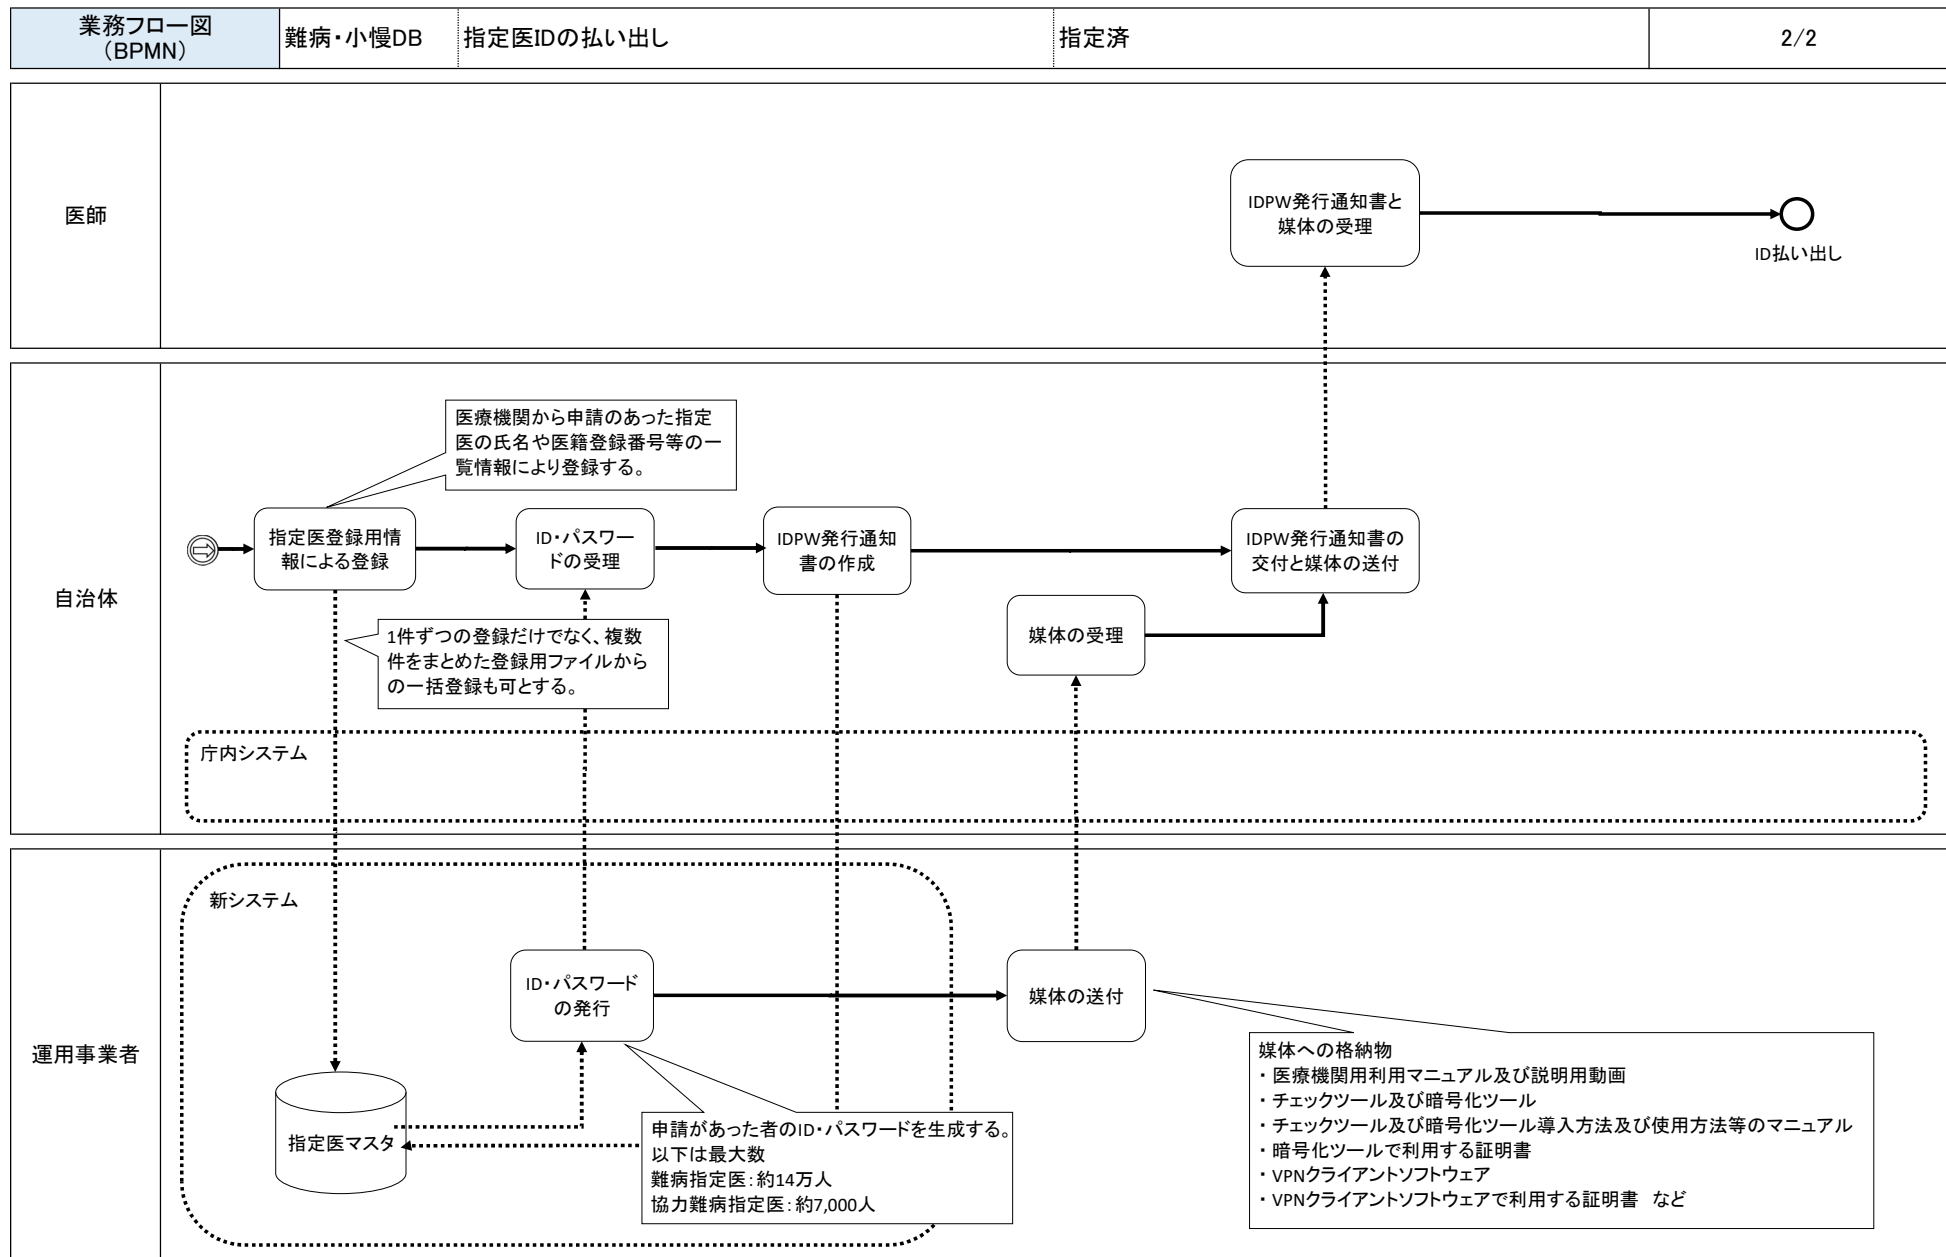 業務フロー図
（BPMN）
難病・小慢DB
指定医IDの払い出し
指定済
2/2
医師
IDPW発行通知書と
媒体の受理
ID払い出し
自治体
医療機関から申請のあった指定
医の氏名や医籍登録番号等の一
覧情報により登録する。
指定医登録用情
報による登録
ID・パスワー
ドの受理
IDPW発行通知
書の作成
IDPW発行通知書の
交付と媒体の送付
1件ずつの登録だけでなく、複数
件をまとめた登録用ファイルから
の一括登録も可とする。
媒体の受理
庁内システム
運用事業者
新システム
ID・パスワード
の発行
媒体の送付
指定医マスタ
申請があった者のID・パスワードを生成する。
以下は最大数
難病指定医：約14万人
協力難病指定医：約7,000人
媒体への格納物
・医療機関用利用マニュアル及び説明用動画
・チェックツール及び暗号化ツール
・チェックツール及び暗号化ツール導入方法及び使用方法等のマニュアル
・暗号化ツールで利用する証明書
・VPNクライアントソフトウェア
・VPNクライアントソフトウェアで利用する証明書　など